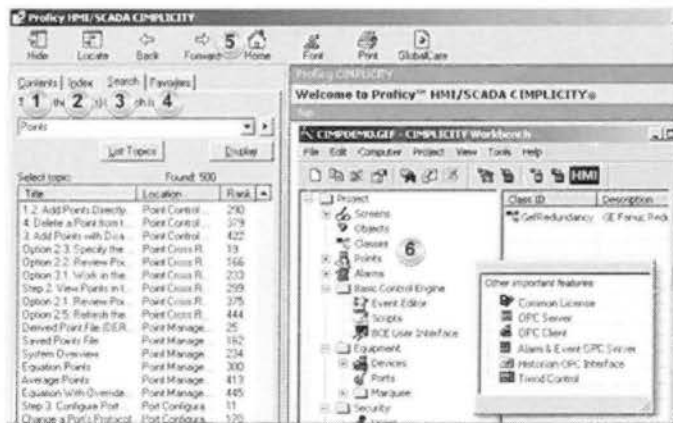 Proficy HMI/SCADA CIMPLICITY
Hide Locate Back Forward 5 Home Font Print GlobalCare
Contents Index Search Favorites
1 2 3 4
Points
List Topics Display
Select topic: Found: 500
Title Location Rank
1.2. Add Points Directly... Point Control... 290
4. Delete a Point from t... Point Control... 379
3. Add Points with Dica... Point Control... 422
Option 2.3. Specify the... Point Cross R... 19
Option 2.2. Review Poi... Point Cross R... 166
Option 3.1. Work in the... Point Cross R... 233
Step 2. View Points in t... Point Cross R... 299
Option 2.1. Review Poi... Point Cross R... 375
Option 2.5. Refresh the... Point Cross R... 444
Derived Point File (DER... Point Manage... 25
Saved Points File Point Manage... 182
System Overview Point Manage... 234
Equation Points Point Manage... 300
Average Points Point Manage... 413
Equation With Override... Point Manage... 445
Step 3. Configure Port... Port Configura... 11
Change a Port's Protocol Port Configura... 520
Proficy CIMPLICITY
Welcome to Proficy™ HMI/SCADA CIMPLICITY®
CIMPDEMO.GEF - CIMPLICITY Workbench
File Edit Computer Project View Tools Help
HMI
Project
Screens
Objects
Classes
Points
Alarms
Basic Control Engine
Event Editor
Scripts
BCE User Interface
Equipment
Devices
Ports
Marquee
Security
6
Class ID Description
GefRedundancy GE Fanuc Redu
Other important features
Common License
OPC Server
OPC Client
Alarm & Event OPC Server
Historian OPC Interface
Trend Control